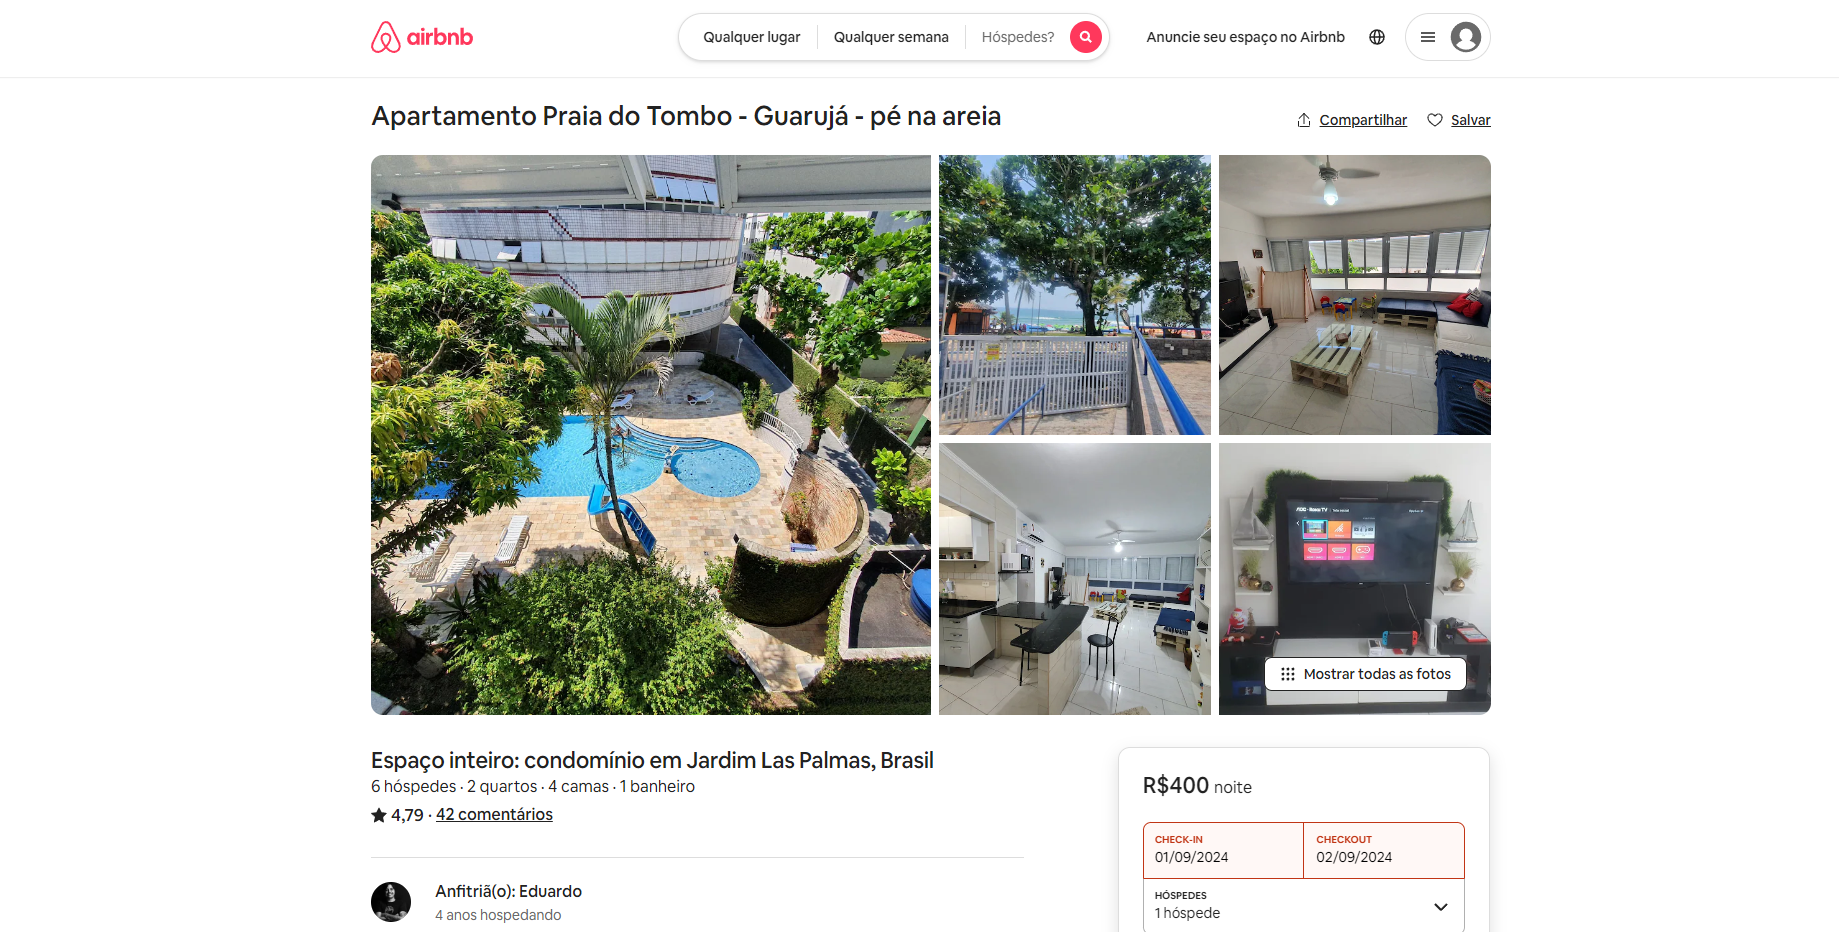 airbnb
Qualquer lugar
Qualquer semana
Hóspedes?
Anuncie seu espaço no Airbnb
Apartamento Praia do Tombo - Guarujá - pé na areia
Compartilhar
Salvar
Mostrar todas as fotos
Espaço inteiro: condomínio em Jardim Las Palmas, Brasil
6 hóspedes · 2 quartos · 4 camas · 1 banheiro
4,79 · 42 comentários
Anfitriã(o): Eduardo
4 anos hospedando
R$400 noite
CHECK-IN
01/09/2024
CHECKOUT
02/09/2024
HÓSPEDES
1 hóspede